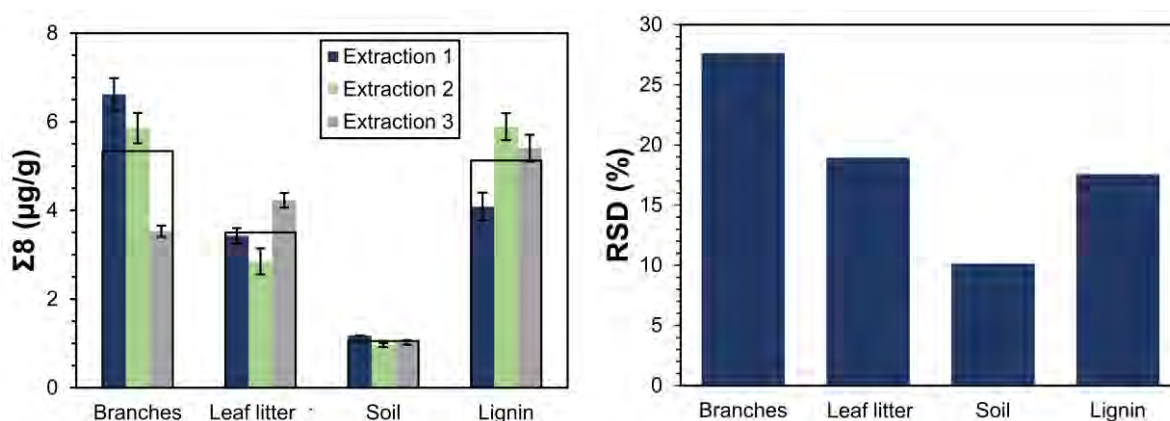 Σ8 (µg/g)
8
6
4
2
0
Extraction 1
Extraction 2
Extraction 3
Branches Leaf litter Soil Lignin
RSD (%)
30
25
20
15
10
5
0
Branches Leaf litter Soil Lignin